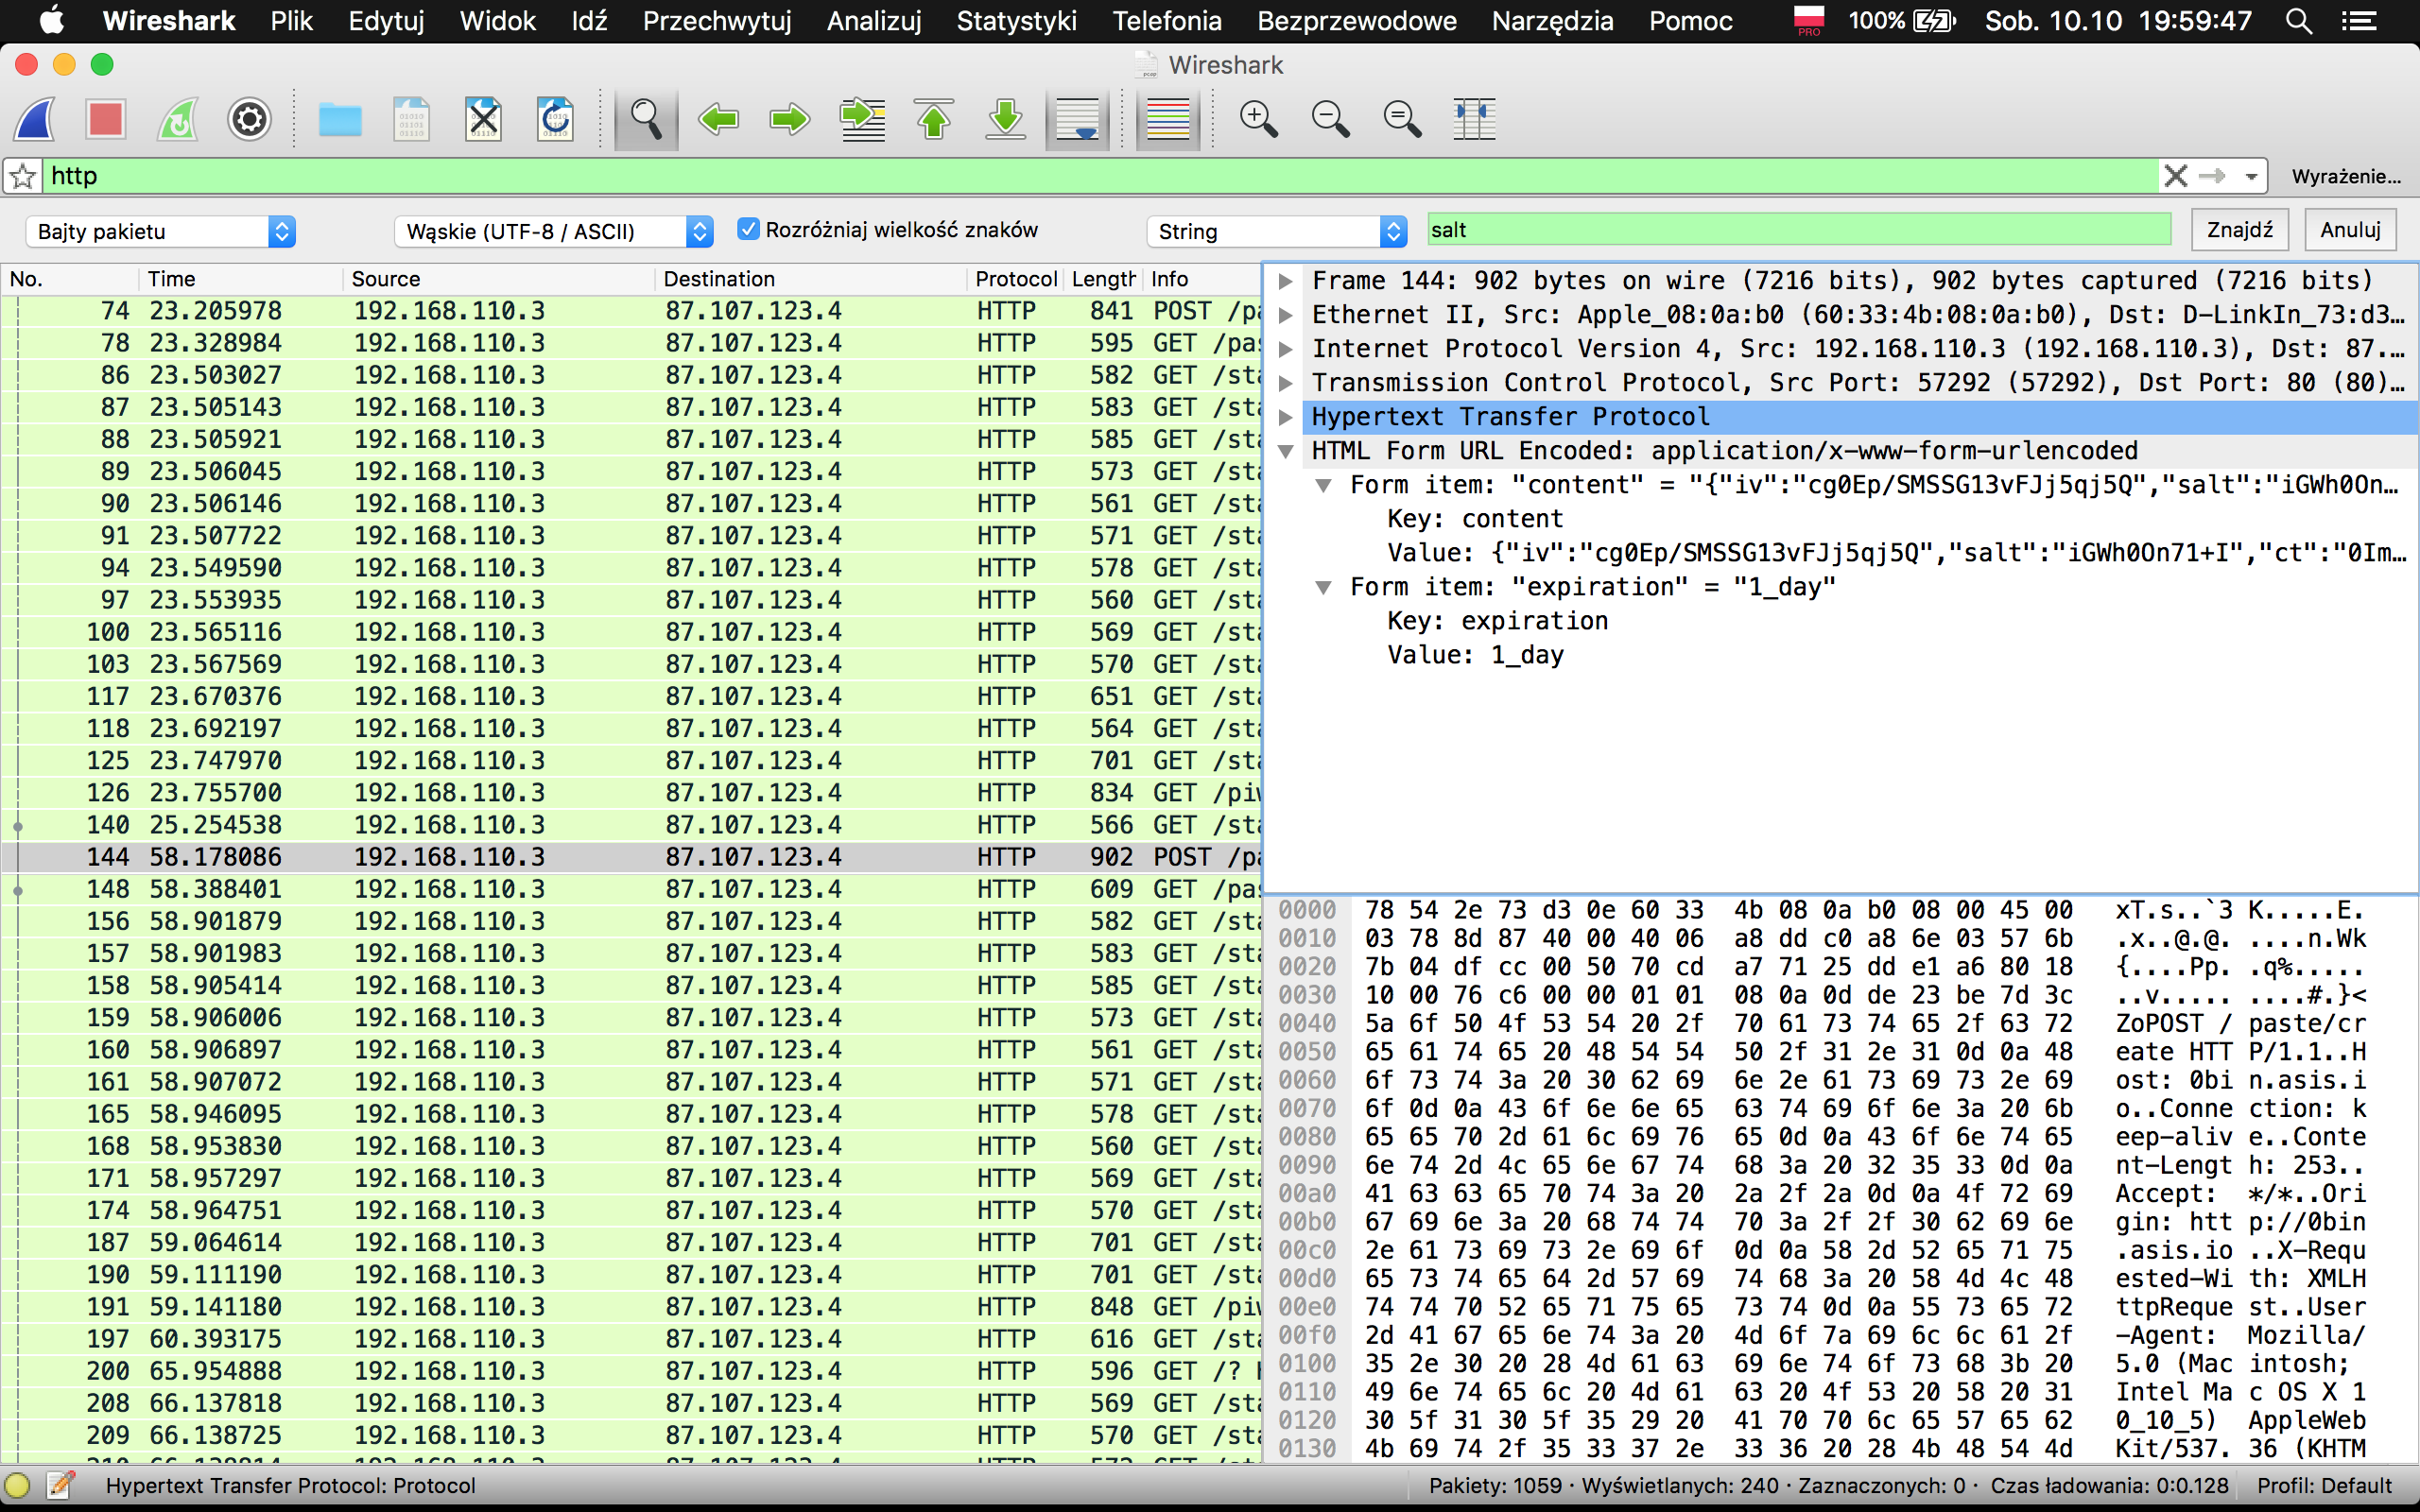 Wireshark Plik Edytuj Widok Idź Przechwytuj Analizuj Statystyki Telefonia Bezprzewodowe Narzędzia Pomoc PRO 100% Sob. 10.10 19:59:47
Wireshark
http Wyrażenie...
Bajty pakietu Wąskie (UTF-8 / ASCII) Rozróżniaj wielkość znaków String salt Znajdź Anuluj
No. Time Source Destination Protocol Length Info
74 23.205978 192.168.110.3 87.107.123.4 HTTP 841 POST /pa
78 23.328984 192.168.110.3 87.107.123.4 HTTP 595 GET /pas
86 23.503027 192.168.110.3 87.107.123.4 HTTP 582 GET /sta
87 23.505143 192.168.110.3 87.107.123.4 HTTP 583 GET /sta
88 23.505921 192.168.110.3 87.107.123.4 HTTP 585 GET /sta
89 23.506045 192.168.110.3 87.107.123.4 HTTP 573 GET /sta
90 23.506146 192.168.110.3 87.107.123.4 HTTP 561 GET /sta
91 23.507722 192.168.110.3 87.107.123.4 HTTP 571 GET /sta
94 23.549590 192.168.110.3 87.107.123.4 HTTP 578 GET /sta
97 23.553935 192.168.110.3 87.107.123.4 HTTP 560 GET /sta
100 23.565116 192.168.110.3 87.107.123.4 HTTP 569 GET /sta
103 23.567569 192.168.110.3 87.107.123.4 HTTP 570 GET /sta
117 23.670376 192.168.110.3 87.107.123.4 HTTP 651 GET /sta
118 23.692197 192.168.110.3 87.107.123.4 HTTP 564 GET /sta
125 23.747970 192.168.110.3 87.107.123.4 HTTP 701 GET /sta
126 23.755700 192.168.110.3 87.107.123.4 HTTP 834 GET /piw
140 25.254538 192.168.110.3 87.107.123.4 HTTP 566 GET /sta
144 58.178086 192.168.110.3 87.107.123.4 HTTP 902 POST /pa
148 58.388401 192.168.110.3 87.107.123.4 HTTP 609 GET /pas
156 58.901879 192.168.110.3 87.107.123.4 HTTP 582 GET /sta
157 58.901983 192.168.110.3 87.107.123.4 HTTP 583 GET /sta
158 58.905414 192.168.110.3 87.107.123.4 HTTP 585 GET /sta
159 58.906006 192.168.110.3 87.107.123.4 HTTP 573 GET /sta
160 58.906897 192.168.110.3 87.107.123.4 HTTP 561 GET /sta
161 58.907072 192.168.110.3 87.107.123.4 HTTP 571 GET /sta
165 58.946095 192.168.110.3 87.107.123.4 HTTP 578 GET /sta
168 58.953830 192.168.110.3 87.107.123.4 HTTP 560 GET /sta
171 58.957297 192.168.110.3 87.107.123.4 HTTP 569 GET /sta
174 58.964751 192.168.110.3 87.107.123.4 HTTP 570 GET /sta
187 59.064614 192.168.110.3 87.107.123.4 HTTP 701 GET /sta
190 59.111190 192.168.110.3 87.107.123.4 HTTP 701 GET /sta
191 59.141180 192.168.110.3 87.107.123.4 HTTP 848 GET /piw
197 60.393175 192.168.110.3 87.107.123.4 HTTP 616 GET /sta
200 65.954888 192.168.110.3 87.107.123.4 HTTP 596 GET /? H
208 66.137818 192.168.110.3 87.107.123.4 HTTP 569 GET /sta
209 66.138725 192.168.110.3 87.107.123.4 HTTP 570 GET /sta
Frame 144: 902 bytes on wire (7216 bits), 902 bytes captured (7216 bits)
Ethernet II, Src: Apple_08:0a:b0 (60:33:4b:08:0a:b0), Dst: D-LinkIn_73:d3…
Internet Protocol Version 4, Src: 192.168.110.3 (192.168.110.3), Dst: 87.…
Transmission Control Protocol, Src Port: 57292 (57292), Dst Port: 80 (80)…
Hypertext Transfer Protocol
HTML Form URL Encoded: application/x-www-form-urlencoded
Form item: "content" = "{"iv":"cg0Ep/SMSSG13vFJj5qj5Q","salt":"iGWh0On…
Key: content
Value: {"iv":"cg0Ep/SMSSG13vFJj5qj5Q","salt":"iGWh0On71+I","ct":"0Im…
Form item: "expiration" = "1_day"
Key: expiration
Value: 1_day
0000 78 54 2e 73 d3 0e 60 33 4b 08 0a b0 08 00 45 00 xT.s..`3 K.....E.
0010 03 78 8d 87 40 00 40 06 a8 dd c0 a8 6e 03 57 6b .x..@.@. ....n.Wk
0020 7b 04 df cc 00 50 70 cd a7 71 25 dd e1 a6 80 18 {....Pp. .q%.....
0030 10 00 76 c6 00 00 01 01 08 0a 0d de 23 be 7d 3c ..v..... ....#.}<
0040 5a 6f 50 4f 53 54 20 2f 70 61 73 74 65 2f 63 72 ZoPOST / paste/cr
0050 65 61 74 65 20 48 54 54 50 2f 31 2e 31 0d 0a 48 eate HTT P/1.1..H
0060 6f 73 74 3a 20 30 62 69 6e 2e 61 73 69 73 2e 69 ost: 0bi n.asis.i
0070 6f 0d 0a 43 6f 6e 6e 65 63 74 69 6f 6e 3a 20 6b o..Conne ction: k
0080 65 65 70 2d 61 6c 69 76 65 0d 0a 43 6f 6e 74 65 eep-aliv e..Conte
0090 6e 74 2d 4c 65 6e 67 74 68 3a 20 32 35 33 0d 0a nt-Lengt h: 253..
00a0 41 63 63 65 70 74 3a 20 2a 2f 2a 0d 0a 4f 72 69 Accept: */*..Ori
00b0 67 69 6e 3a 20 68 74 74 70 3a 2f 2f 30 62 69 6e gin: htt p://0bin
00c0 2e 61 73 69 73 2e 69 6f 0d 0a 58 2d 52 65 71 75 .asis.io ..X-Requ
00d0 65 73 74 65 64 2d 57 69 74 68 3a 20 58 4d 4c 48 ested-Wi th: XMLH
00e0 74 74 70 52 65 71 75 65 73 74 0d 0a 55 73 65 72 ttpReque st..User
00f0 2d 41 67 65 6e 74 3a 20 4d 6f 7a 69 6c 6c 61 2f -Agent: Mozilla/
0100 35 2e 30 20 28 4d 61 63 69 6e 74 6f 73 68 3b 20 5.0 (Mac intosh;
0110 49 6e 74 65 6c 20 4d 61 63 20 4f 53 20 58 20 31 Intel Ma c OS X 1
0120 30 5f 31 30 5f 35 29 20 41 70 70 6c 65 57 65 62 0_10_5) AppleWeb
0130 4b 69 74 2f 35 33 37 2e 33 36 20 28 4b 48 54 4d Kit/537. 36 (KHTM
Hypertext Transfer Protocol: Protocol Pakiety: 1059 · Wyświetlanych: 240 · Zaznaczonych: 0 · Czas ładowania: 0:0.128 Profil: Default